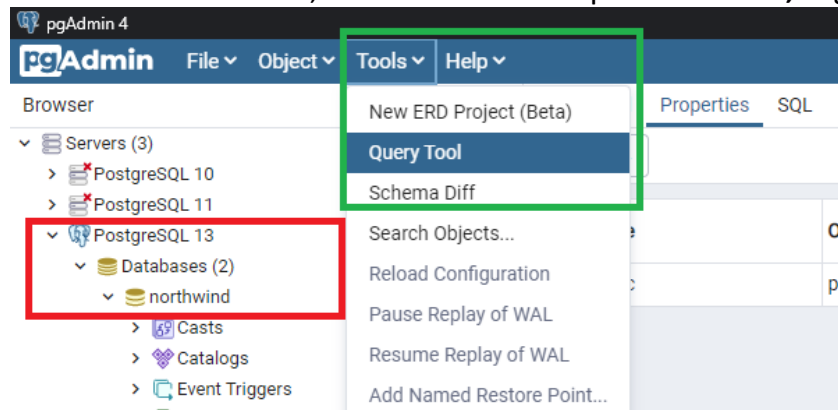 pgAdmin 4
pgAdmin File Object Tools Help
Browser
Servers (3)
PostgreSQL 10
PostgreSQL 11
PostgreSQL 13
Databases (2)
northwind
Casts
Catalogs
Event Triggers
New ERD Project (Beta)
Query Tool
Schema Diff
Search Objects...
Reload Configuration
Pause Replay of WAL
Resume Replay of WAL
Add Named Restore Point...
Properties SQL